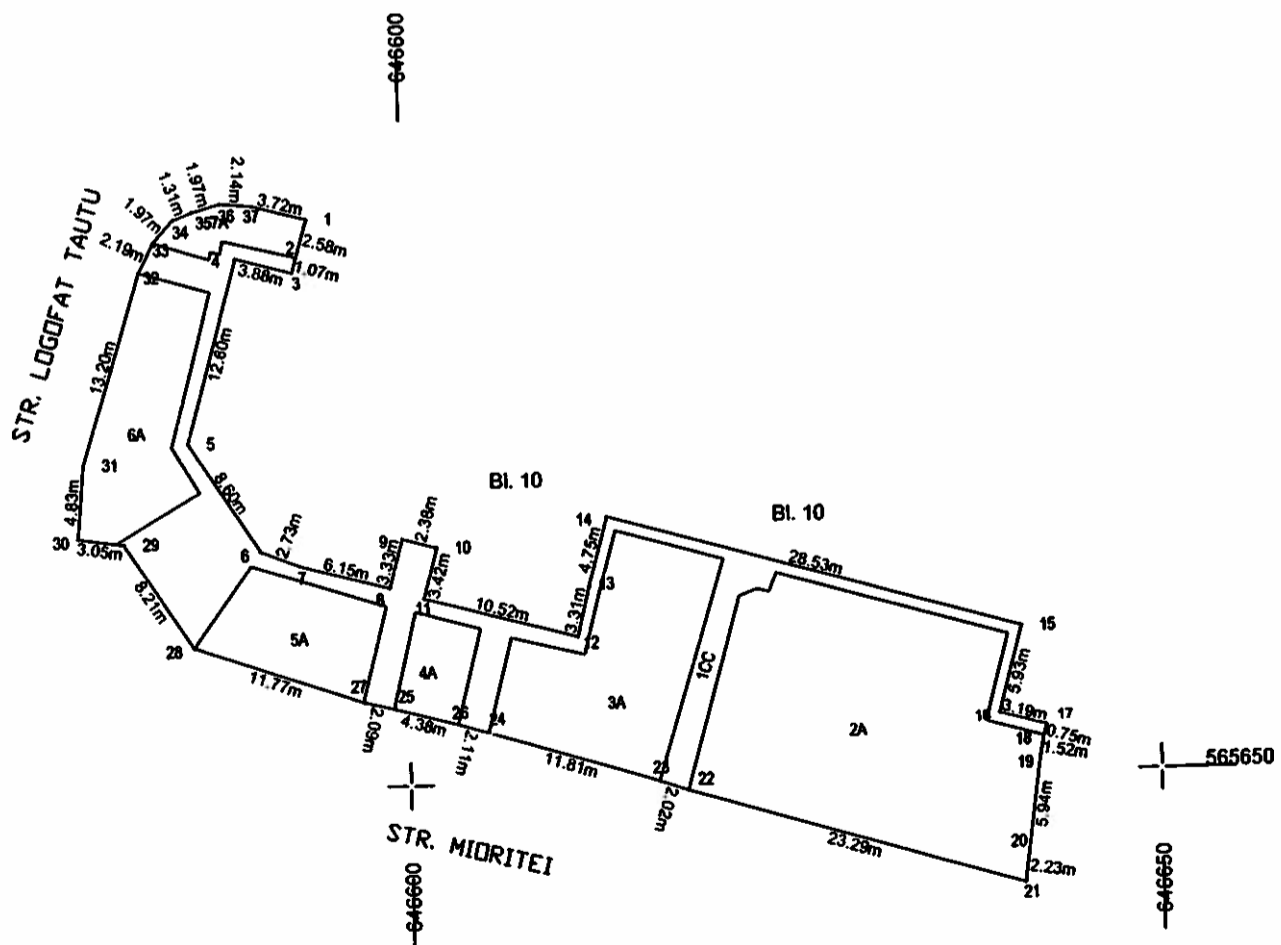 646600
STR. LOGOFAT TAUTU
1.97m
1.31m
1.97m
2.14m
3.72m
1
34
357A
36
37
2.19m
33
4
2
2.58m
1.07m
3
3.88m
32
12.60m
13.20m
6A
5
31
8.60m
4.83m
30
3.05m
29
8.21m
28
6
2.73m
7
6.15m
8
9
3.33m
2.38m
10
3.42m
11
10.52m
Bl. 10
14
4.75m
13
3.31m
12
Bl. 10
28.53m
15
5.93m
16
3.19m
17
0.75m
18
1.52m
19
5.94m
20
2.23m
21
5A
4A
3A
1CC
2A
11.77m
27
2.09m
25
4.38m
26
2.11m
24
11.81m
23
2.02m
22
23.29m
565650
STR. MIORITEI
646600
646650